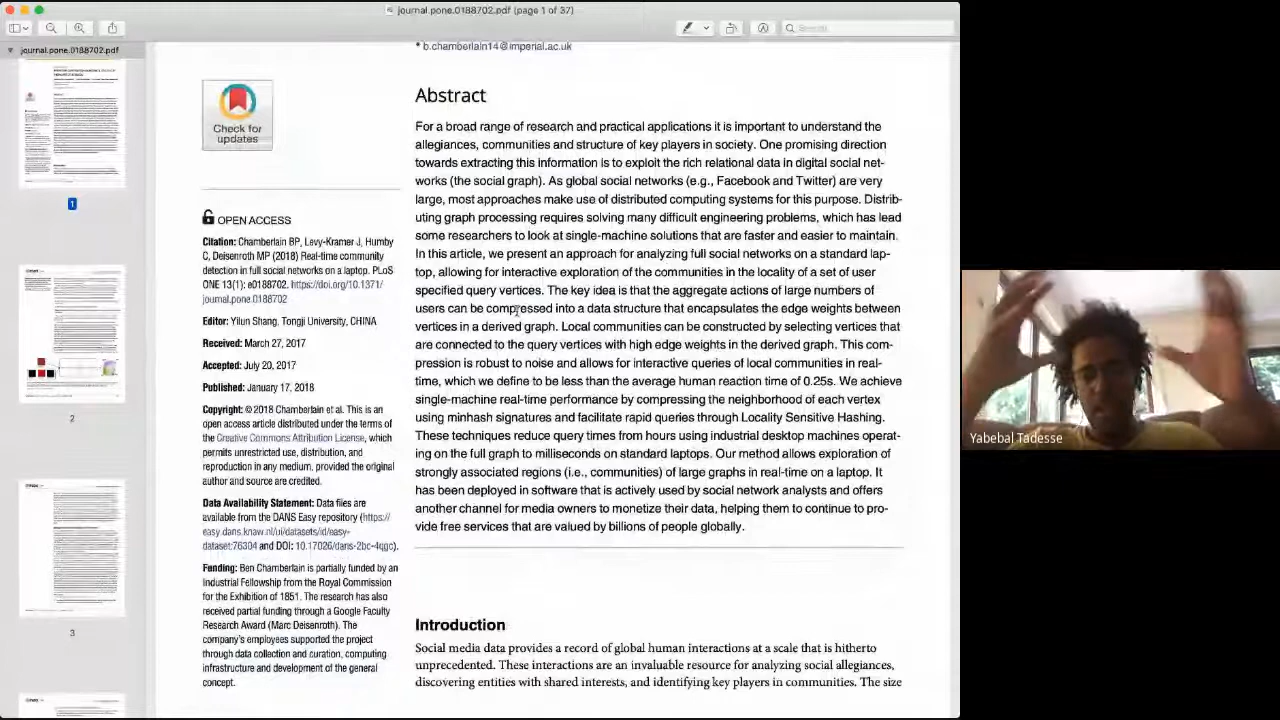 journal.pone.0188702.pdf (page 1 of 37)
Search
journal.pone.0188702.pdf
1
2
3
* b.chamberlain14@imperial.ac.uk
Check for
updates
OPEN ACCESS
Citation: Chamberlain BP, Levy-Kramer J, Humby
C, Deisenroth MP (2018) Real-time community
detection in full social networks on a laptop. PLoS
ONE 13(1): e0188702. https://doi.org/10.1371/
journal.pone.0188702
Editor: Yilun Shang, Tongji University, CHINA
Received: March 27, 2017
Accepted: July 20, 2017
Published: January 17, 2018
Copyright: © 2018 Chamberlain et al. This is an
open access article distributed under the terms of
the Creative Commons Attribution License, which
permits unrestricted use, distribution, and
reproduction in any medium, provided the original
author and source are credited.
Data Availability Statement: Data files are
available from the DANS Easy repository (https://
easy.dans.knaw.nl/ui/datasets/id/easy-
dataset:76304 and DOI: 10.17026/dans-2bc-4qgc).
Funding: Ben Chamberlain is partially funded by an
Industrial Fellowship from the Royal Commission
for the Exhibition of 1851. The research has also
received partial funding through a Google Faculty
Research Award (Marc Deisenroth). The
company's employees supported the project
through data collection and curation, computing
infrastructure and development of the general
concept.
Abstract
For a broad range of research and practical applications it is important to understand the
allegiances, communities and structure of key players in society. One promising direction
towards extracting this information is to exploit the rich relational data in digital social net-
works (the social graph). As global social networks (e.g., Facebook and Twitter) are very
large, most approaches make use of distributed computing systems for this purpose. Distrib-
uting graph processing requires solving many difficult engineering problems, which has lead
some researchers to look at single-machine solutions that are faster and easier to maintain.
In this article, we present an approach for analyzing full social networks on a standard lap-
top, allowing for interactive exploration of the communities in the locality of a set of user
specified query vertices. The key idea is that the aggregate actions of large numbers of
users can be compressed into a data structure that encapsulates the edge weights between
vertices in a derived graph. Local communities can be constructed by selecting vertices that
are connected to the query vertices with high edge weights in the derived graph. This com-
pression is robust to noise and allows for interactive queries of local communities in real-
time, which we define to be less than the average human reaction time of 0.25s. We achieve
single-machine real-time performance by compressing the neighborhood of each vertex
using minhash signatures and facilitate rapid queries through Locality Sensitive Hashing.
These techniques reduce query times from hours using industrial desktop machines operat-
ing on the full graph to milliseconds on standard laptops. Our method allows exploration of
strongly associated regions (i.e., communities) of large graphs in real-time on a laptop. It
has been deployed in software that is actively used by social network analysts and offers
another channel for media owners to monetize their data, helping them to continue to pro-
vide free services that are valued by billions of people globally.
Introduction
Social media data provides a record of global human interactions at a scale that is hitherto
unprecedented. These interactions are an invaluable resource for analyzing social allegiances,
discovering entities with shared interests, and identifying key players in communities. The size
Yabebal Tadesse